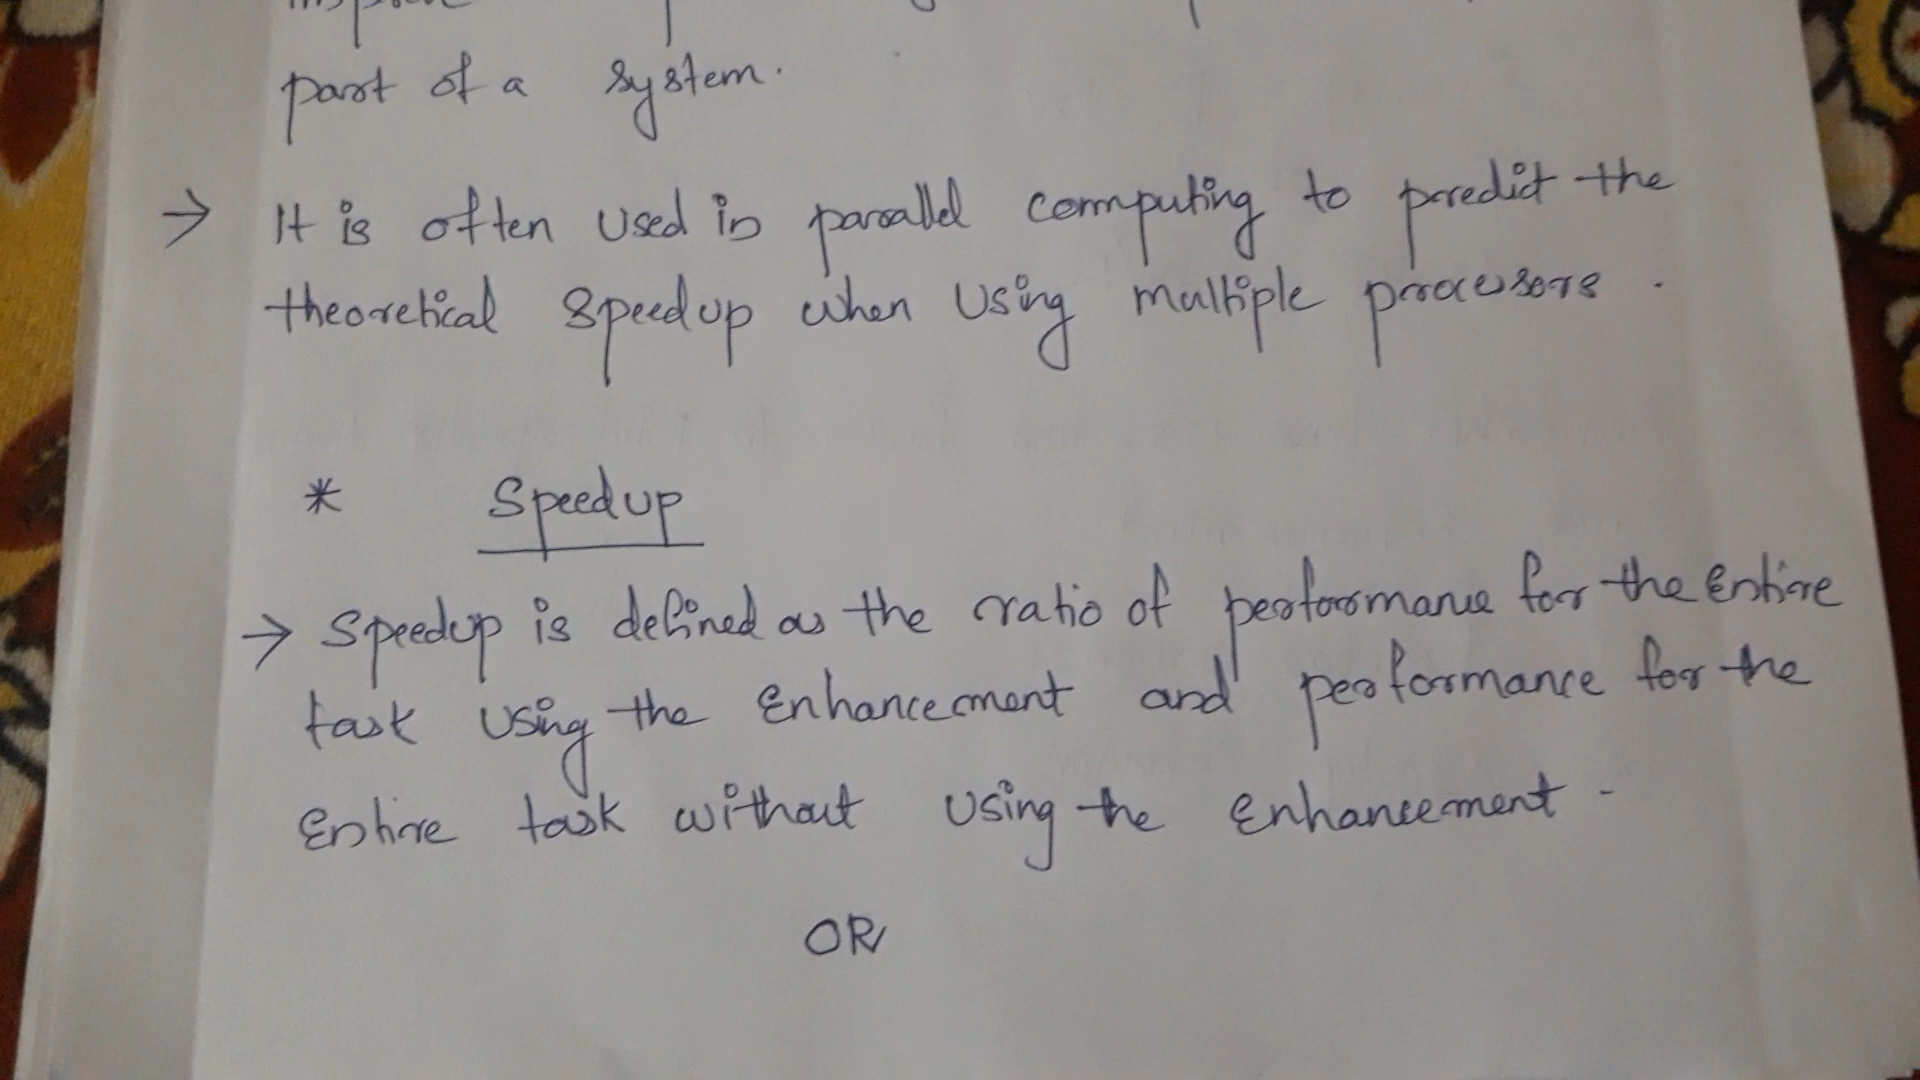 part of a system.
→ It is often used in parallel computing to predict the
theoretical speedup when using multiple processors.
* Speedup
→ Speedup is defined as the ratio of performance for the entire
task using the enhancement and performance for the
entire task without using the enhancement.
OR